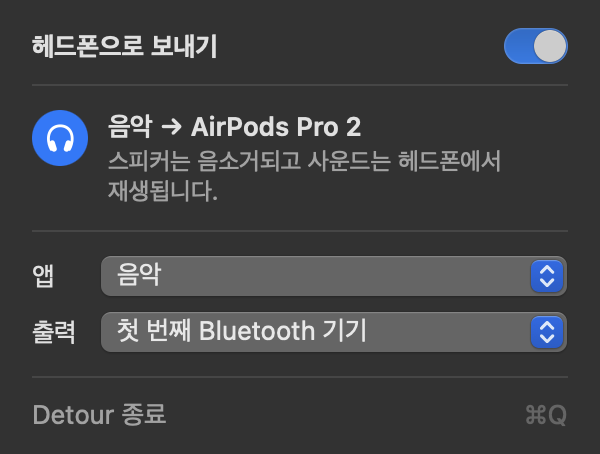 헤드폰으로 보내기
음악 → AirPods Pro 2
스피커는 음소거되고 사운드는 헤드폰에서
재생됩니다.
앱 음악
출력 첫 번째 Bluetooth 기기
Detour 종료 ⌘Q